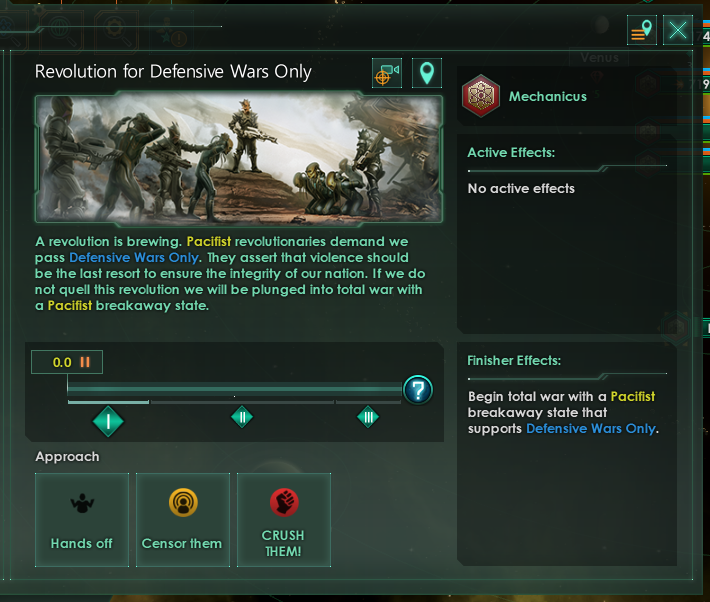 Venus
Revolution for Defensive Wars Only
A revolution is brewing. Pacifist revolutionaries demand we
pass Defensive Wars Only. They assert that violence should
be the last resort to ensure the integrity of our nation. If we do
not quell this revolution we will be plunged into total war with
a Pacifist breakaway state.
0.0
?
I
II
III
Approach
Hands off
Censor them
CRUSH
THEM!
Mechanicus
Active Effects:
No active effects
Finisher Effects:
Begin total war with a Pacifist
breakaway state that
supports Defensive Wars Only.